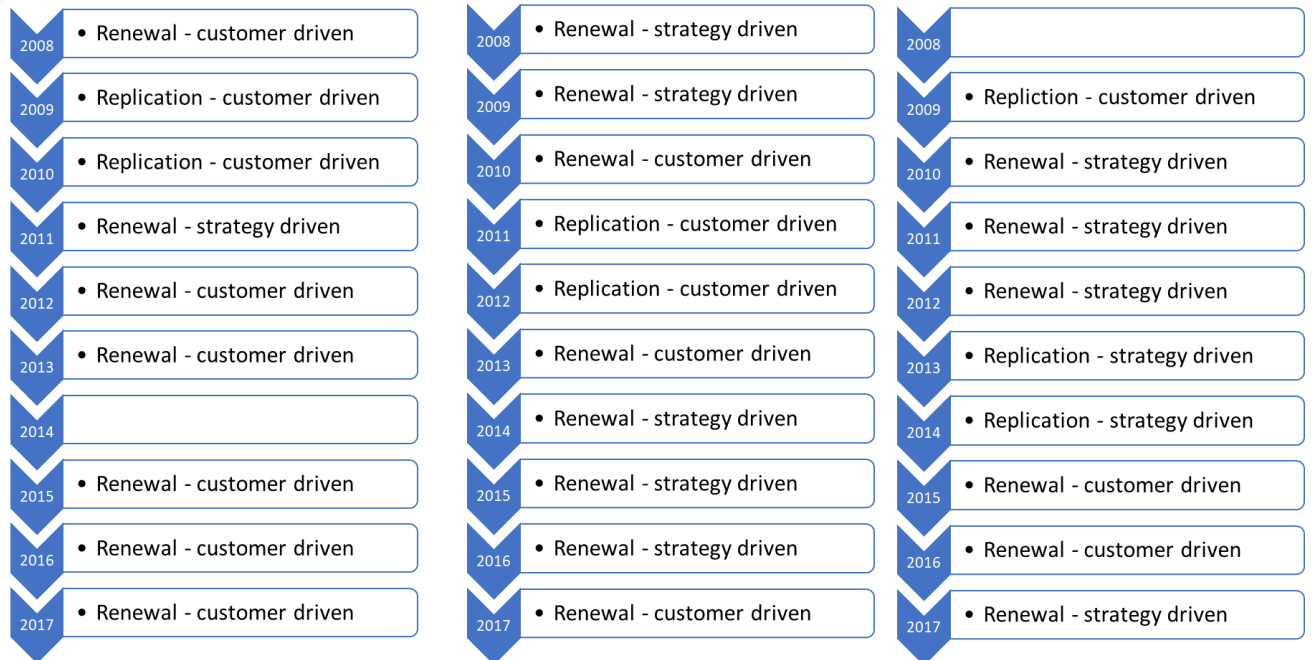 2008
• Renewal - customer driven
2009
• Replication - customer driven
2010
• Replication - customer driven
2011
• Renewal - strategy driven
2012
• Renewal - customer driven
2013
• Renewal - customer driven
2014
2015
• Renewal - customer driven
2016
• Renewal - customer driven
2017
• Renewal - customer driven
2008
• Renewal - strategy driven
2009
• Renewal - strategy driven
2010
• Renewal - customer driven
2011
• Replication - customer driven
2012
• Replication - customer driven
2013
• Renewal - customer driven
2014
• Renewal - strategy driven
2015
• Renewal - strategy driven
2016
• Renewal - strategy driven
2017
• Renewal - customer driven
2008
2009
• Repliction - customer driven
2010
• Renewal - strategy driven
2011
• Renewal - strategy driven
2012
• Renewal - strategy driven
2013
• Replication - strategy driven
2014
• Replication - strategy driven
2015
• Renewal - customer driven
2016
• Renewal - customer driven
2017
• Renewal - strategy driven